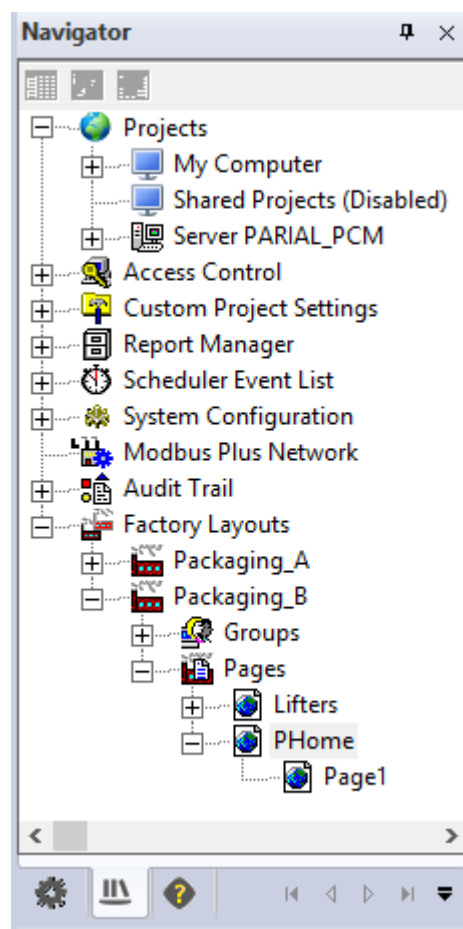 Navigator
Projects
My Computer
Shared Projects (Disabled)
Server PARIAL_PCM
Access Control
Custom Project Settings
Report Manager
Scheduler Event List
System Configuration
Modbus Plus Network
Audit Trail
Factory Layouts
Packaging_A
Packaging_B
Groups
Pages
Lifters
PHome
Page1